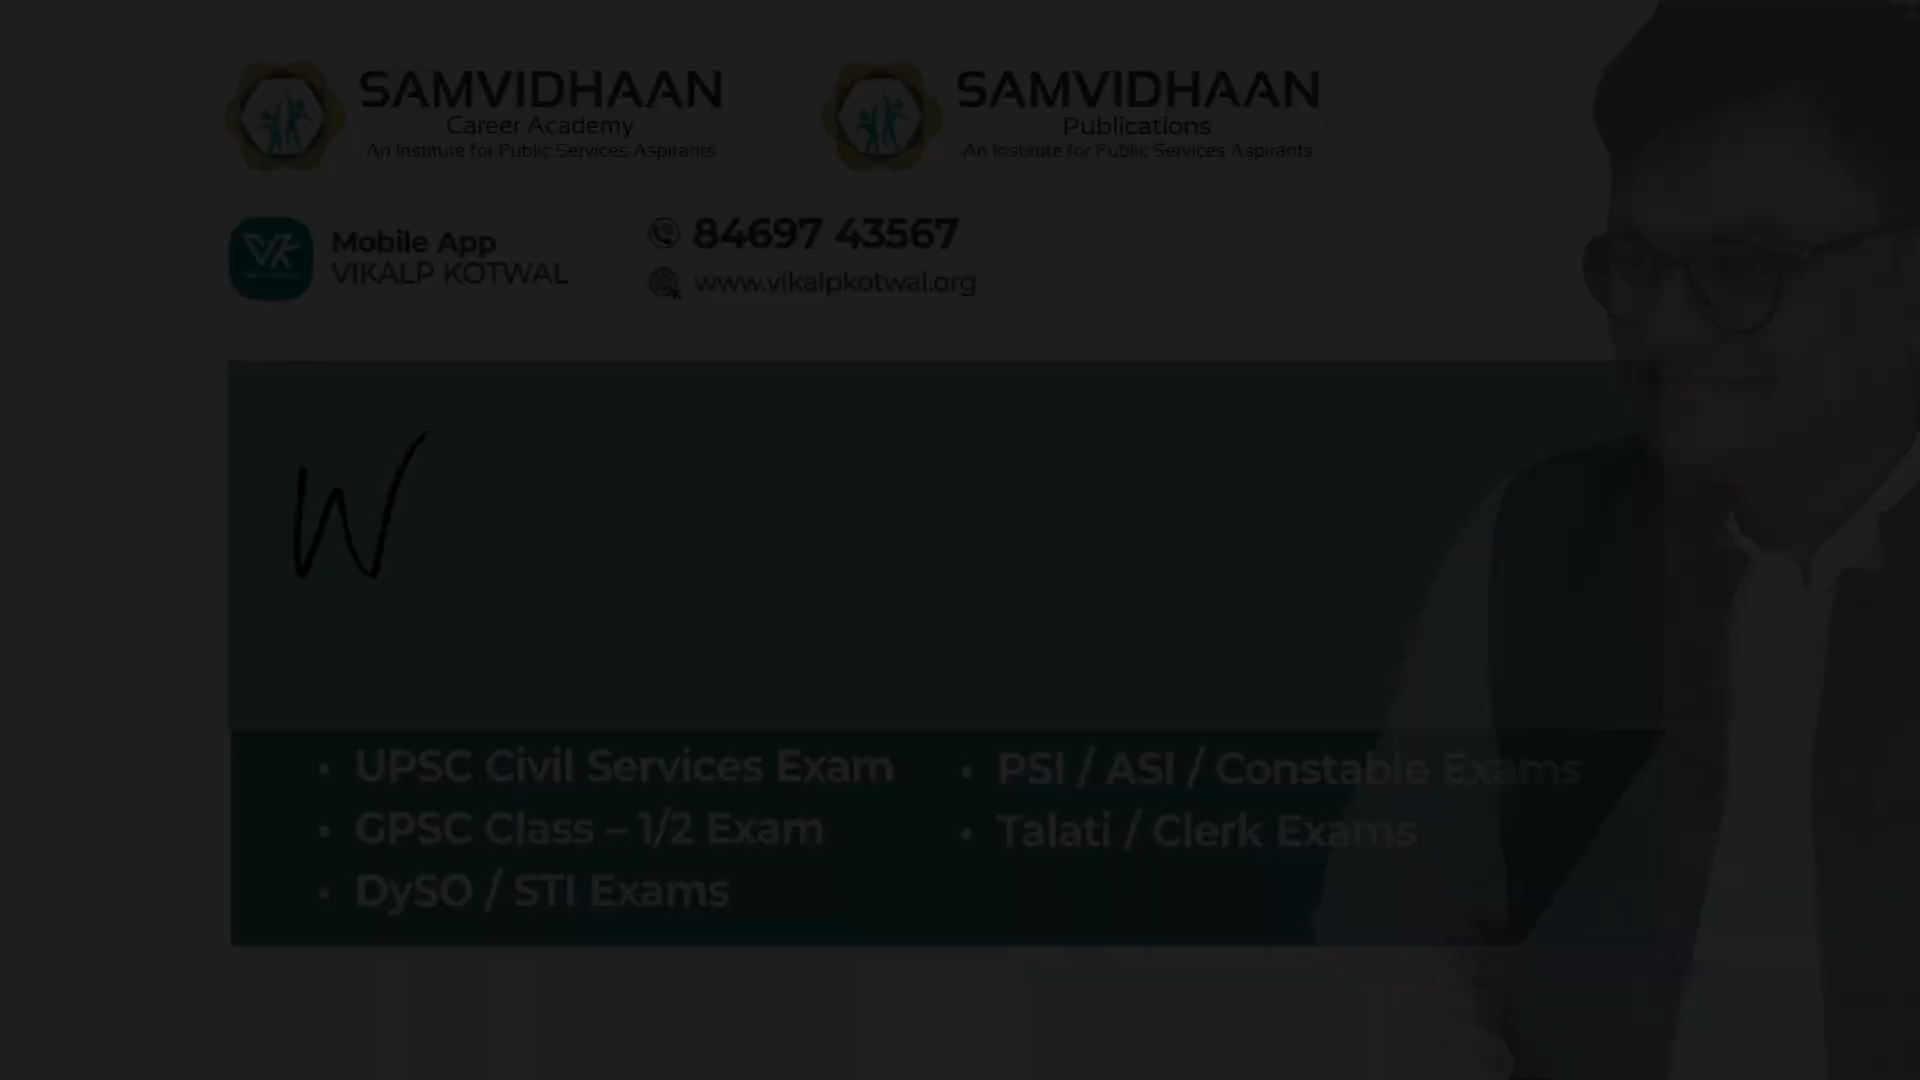 SAMVIDHAAN
Career Academy
An Institute for Public Services Aspirants
SAMVIDHAAN
Publications
An Institute for Public Services Aspirants
VK
Mobile App
VIKALP KOTWAL
84697 43567
www.vikalpkotwal.org
W
• UPSC Civil Services Exam
• GPSC Class – 1/2 Exam
• DySO / STI Exams
• PSI / ASI / Constable Exams
• Talati / Clerk Exams